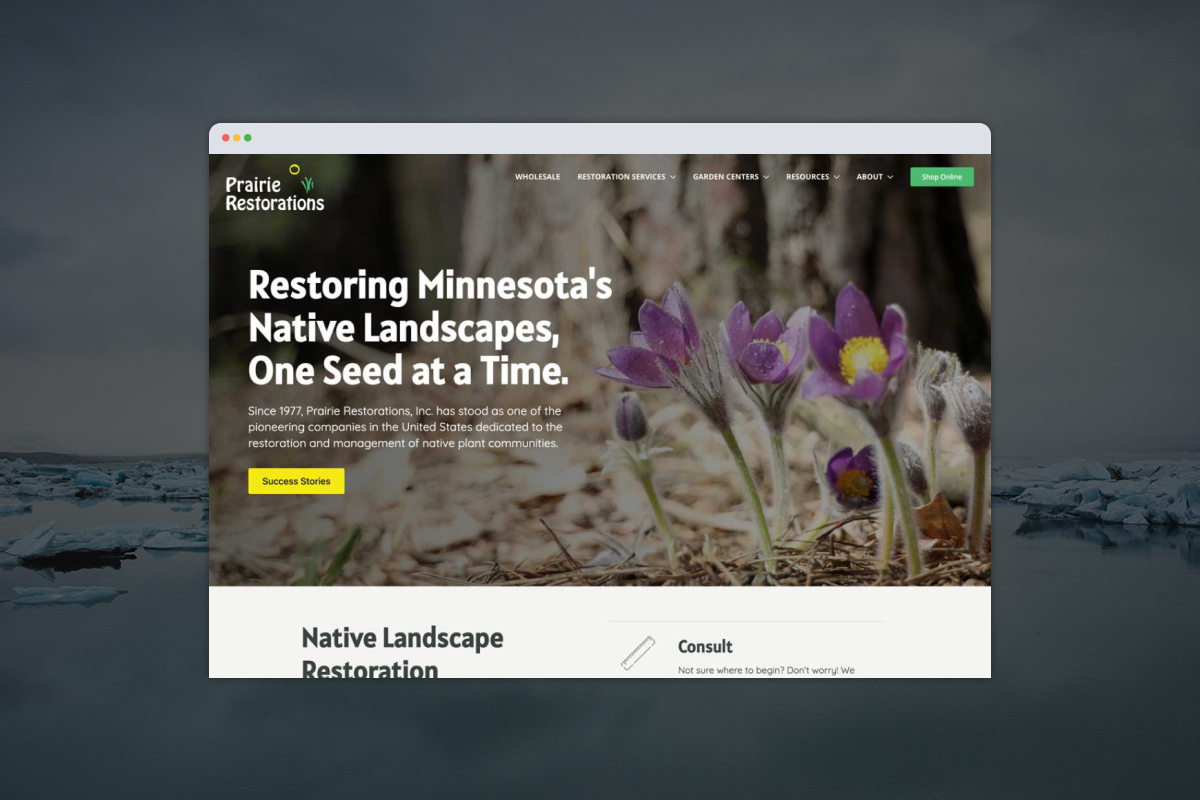 Prairie
Restorations
WHOLESALE
RESTORATION SERVICES
GARDEN CENTERS
RESOURCES
ABOUT
Shop Online
Restoring Minnesota's
Native Landscapes,
One Seed at a Time.
Since 1977, Prairie Restorations, Inc. has stood as one of the
pioneering companies in the United States dedicated to the
restoration and management of native plant communities.
Success Stories
Native Landscape
Restoration
Consult
Not sure where to begin? Don't worry! We